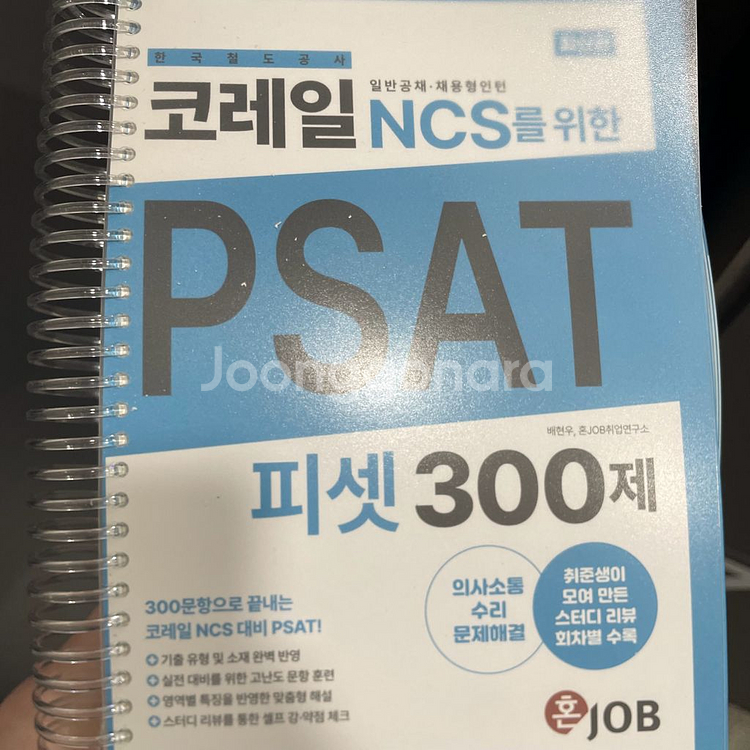 한국철도공사
일반공채·채용형인턴
코레일 NCS를 위한
PSAT
Joongonara
배현우, 혼JOB취업연구소
피셋 300제
의사소통
수리
문제해결
취준생이
모여 만든
스터디 리뷰
회차별 수록
300문항으로 끝내는
코레일 NCS 대비 PSAT!
기출 유형 및 소재 완벽 반영
실전 대비를 위한 고난도 문항 훈련
영역별 특징을 반영한 맞춤형 해설
스터디 리뷰를 통한 셀프 강·약점 체크
혼JOB